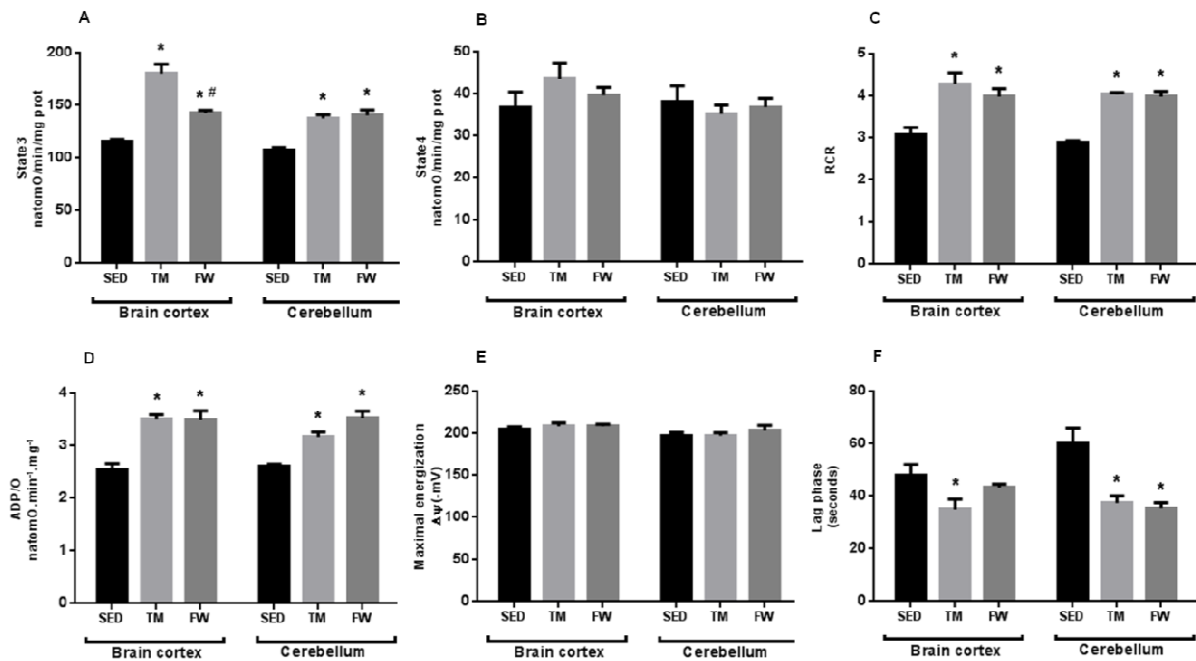 A
State3
natomO/min/mg prot
200
150
100
50
0
*
* #
*
*
SED TM FW SED TM FW
Brain cortex Cerebellum
B
State4
natomO/min/mg prot
50
40
30
20
10
0
SED TM FW SED TM FW
Brain cortex Cerebellum
C
RCR
5
4
3
2
1
0
*
*
*
*
SED TM FW SED TM FW
Brain cortex Cerebellum
D
ADP/O
natomO.min⁻¹.mg⁻¹
4
3
2
1
0
*
*
*
*
SED TM FW SED TM FW
Brain cortex Cerebellum
E
Maximal energization
Δψ (-mV)
250
200
150
100
50
0
SED TM FW SED TM FW
Brain cortex Cerebellum
F
Lag phase
(seconds)
80
60
40
20
0
*
*
*
SED TM FW SED TM FW
Brain cortex Cerebellum